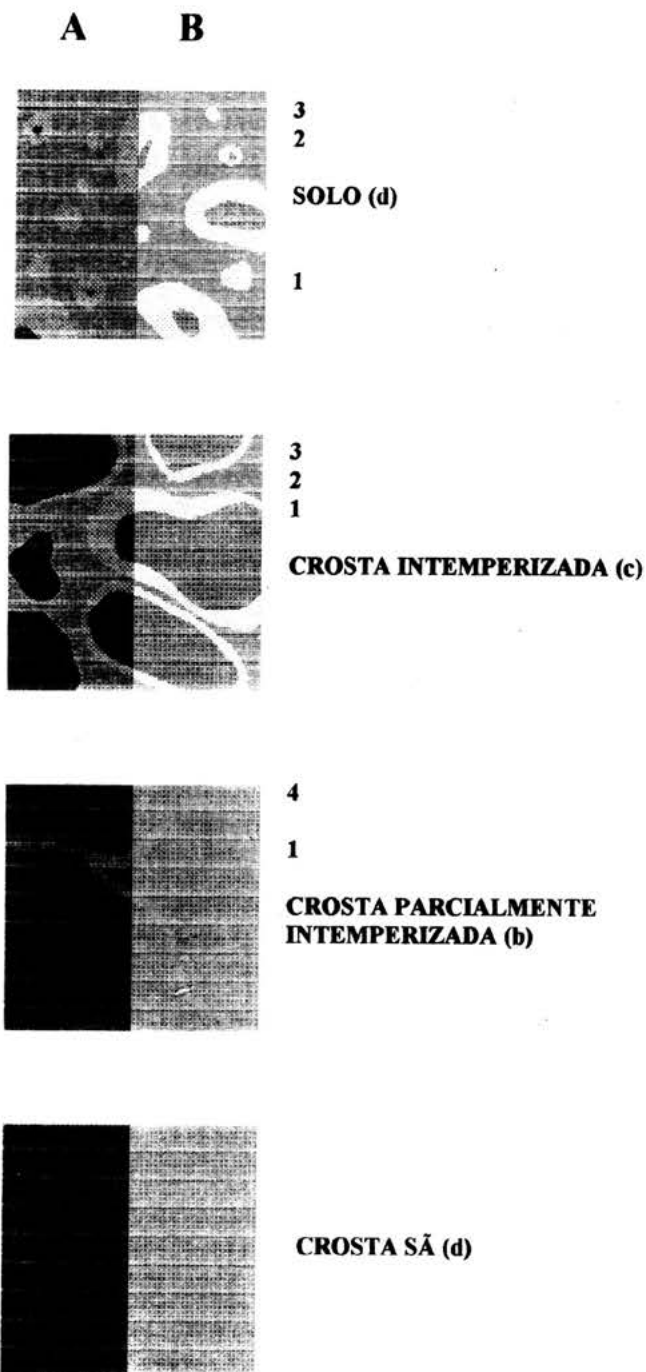 A B
3
2
SOLO (d)
1
3
2
1
CROSTA INTEMPERIZADA (c)
4
1
CROSTA PARCIALMENTE
INTEMPERIZADA (b)
CROSTA SÃ (d)